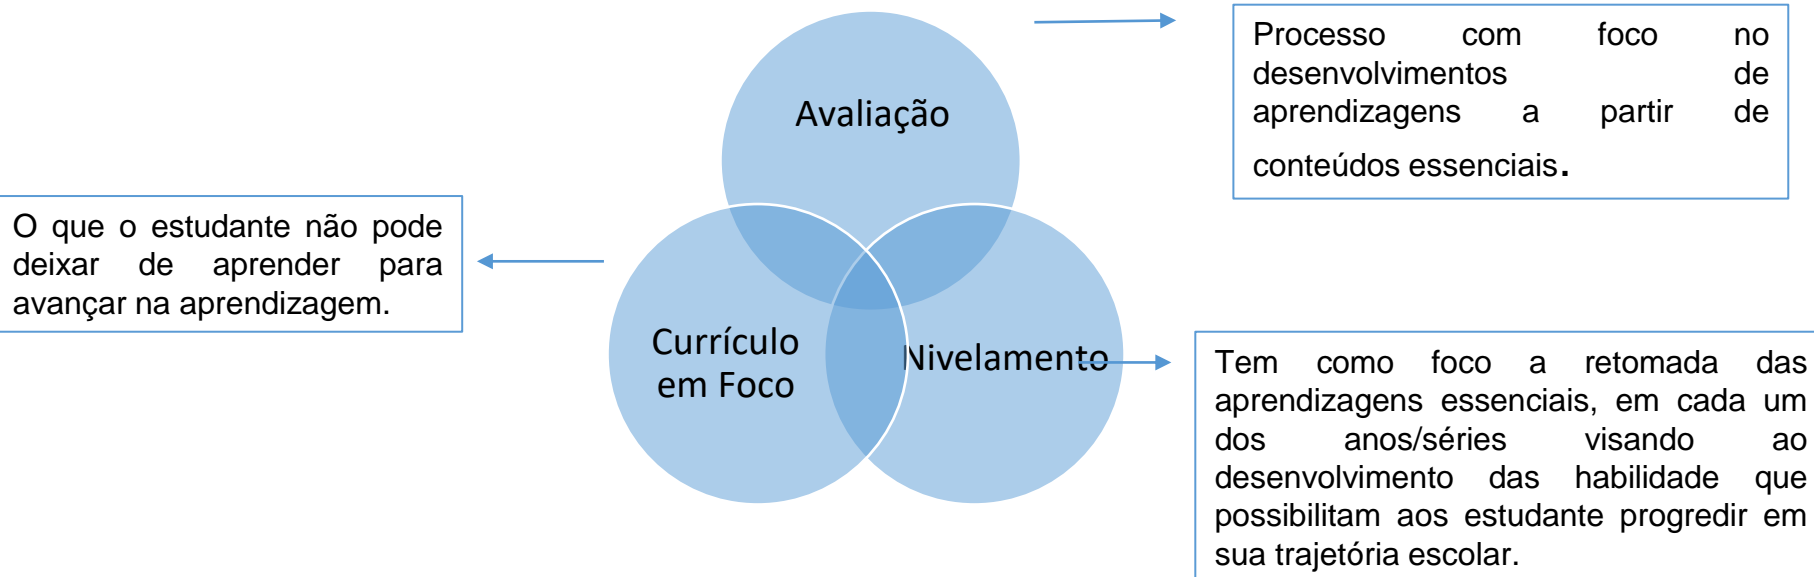 Avaliação
Processo com foco no
desenvolvimentos de
aprendizagens a partir de
conteúdos essenciais.
O que o estudante não pode
deixar de aprender para
avançar na aprendizagem.
Currículo
em Foco
Nivelamento
Tem como foco a retomada das
aprendizagens essenciais, em cada um
dos anos/séries visando ao
desenvolvimento das habilidade que
possibilitam aos estudante progredir em
sua trajetória escolar.